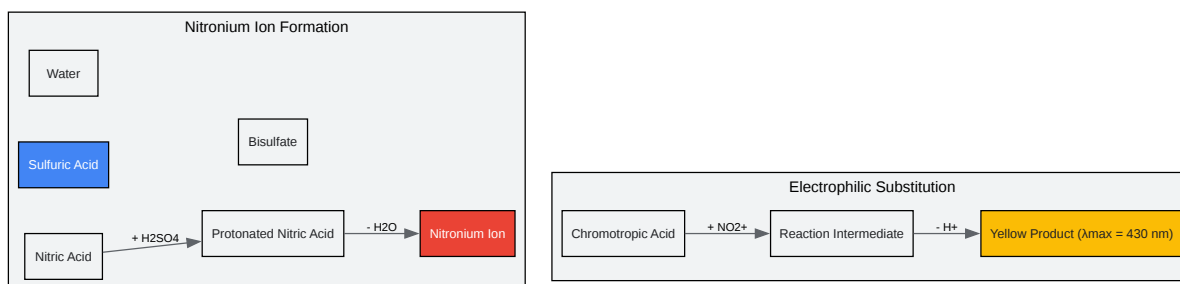 Nitronium Ion Formation
Water
Bisulfate
Sulfuric Acid
Nitric Acid
+ H2SO4
Protonated Nitric Acid
- H2O
Nitronium Ion
Electrophilic Substitution
Chromotropic Acid
+ NO2+
Reaction Intermediate
- H+
Yellow Product (λmax = 430 nm)